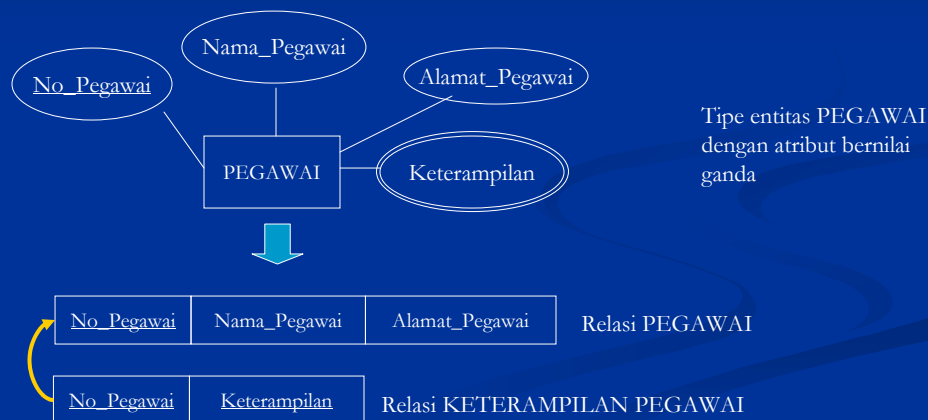 Nama_Pegawai
No_Pegawai
Alamat_Pegawai
PEGAWAI
Keterampilan
Tipe entitas PEGAWAI
dengan atribut bernilai
ganda
No_Pegawai Nama_Pegawai Alamat_Pegawai Relasi PEGAWAI
No_Pegawai Keterampilan Relasi KETERAMPILAN PEGAWAI